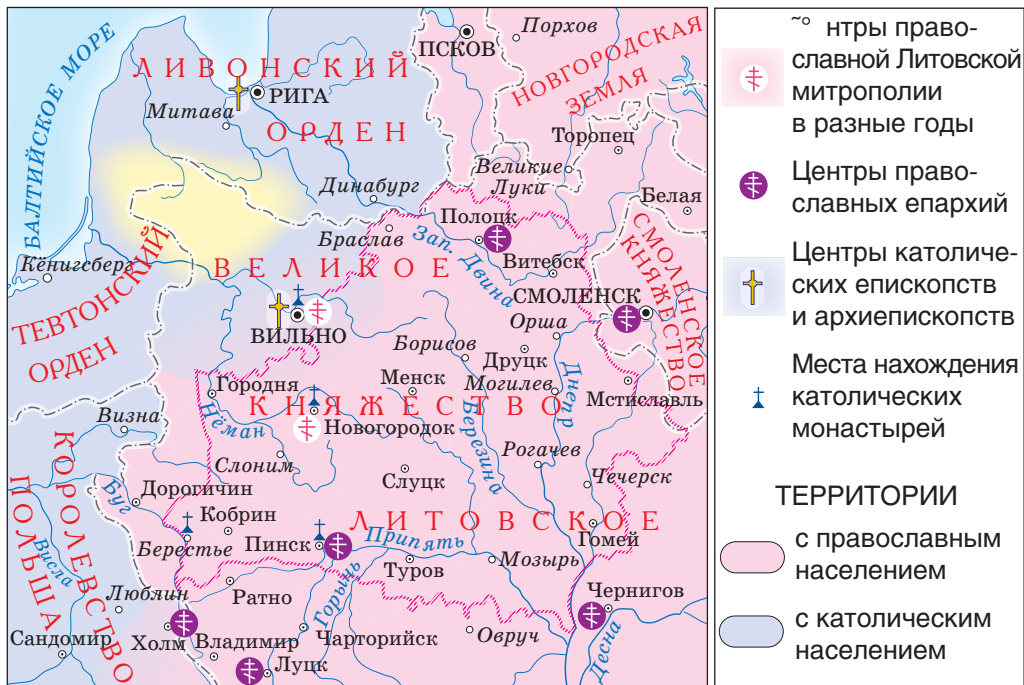 БАЛТИЙСКОЕ МОРЕ
ЛИВОНСКИЙ
ОРДЕН
РИГА
Митава
ПСКОВ
Порхов
НОВГОРОДСКАЯ
ЗЕМЛЯ
Торопец
Великие
Луки
Белая
Динабург
Браслав
Полоцк
Зап. Двина
Витебск
СМОЛЕНСКОЕ
КНЯЖЕСТВО
СМОЛЕНСК
Кёнигсберг
ТЕВТОНСКИЙ
ОРДЕН
ВЕЛИКОЕ
ВИЛЬНО
Орша
Борисов
Друцк
Днепр
Городня
Менск
Могилев
Мстиславль
КНЯЖЕСТВО
Визна
Нёман
Новогородок
Березина
Рогачев
Слоним
Слуцк
Чечерск
КОРОЛЕВСТВО
ПОЛЬША
Буг
Дорогичин
Кобрин
ЛИТОВСКОЕ
Гомей
Берестье
Пинск
Припять
Мозырь
Туров
Висла
Люблин
Ратно
Горынь
Чернигов
Сандомир
Холм
Владимир
Чарторийск
Овруч
Десна
Луцк
~° нтры право-
славной Литовской
митрополии
в разные годы
Центры право-
славных епархий
Центры католиче-
ских епископств
и архиепископств
Места нахождения
католических
монастырей
ТЕРРИТОРИИ
с православным
населением
с католическим
населением